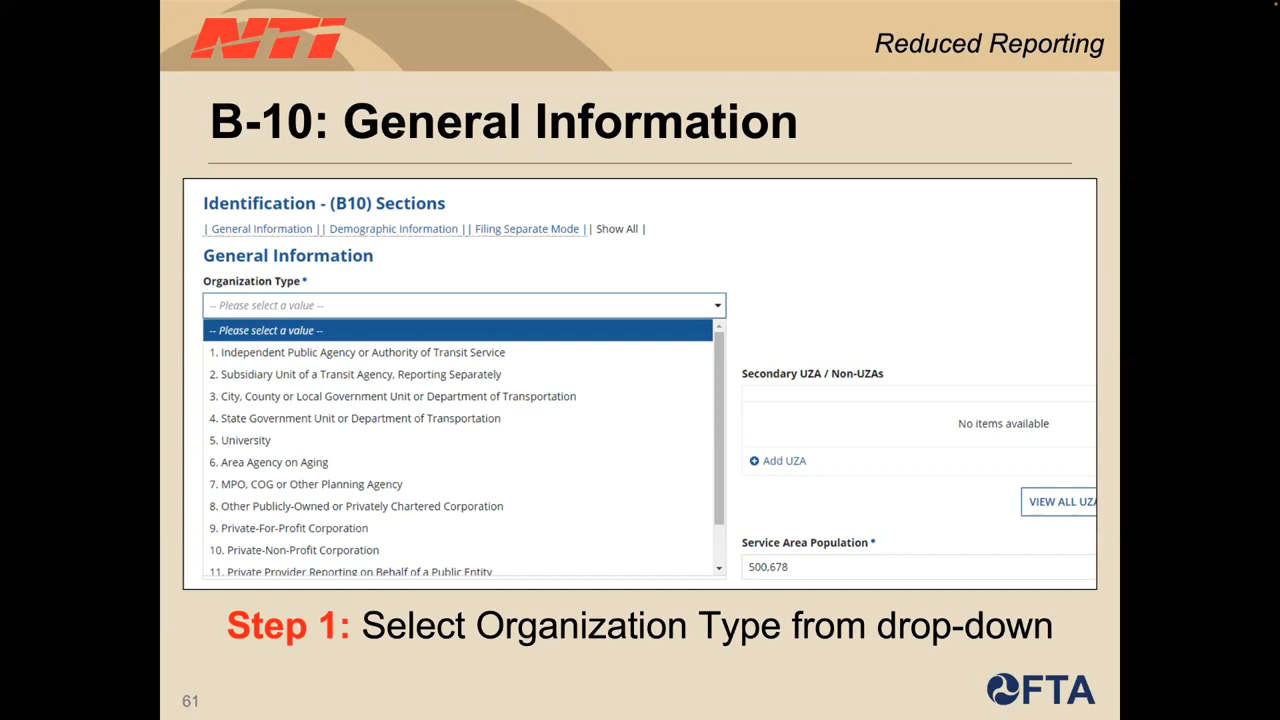 NTI
Reduced Reporting
B-10: General Information
Identification - (B10) Sections
| General Information || Demographic Information || Filing Separate Mode || Show All |
General Information
Organization Type *
-- Please select a value --
-- Please select a value --
1. Independent Public Agency or Authority of Transit Service
2. Subsidiary Unit of a Transit Agency, Reporting Separately
3. City, County or Local Government Unit or Department of Transportation
4. State Government Unit or Department of Transportation
5. University
6. Area Agency on Aging
7. MPO, COG or Other Planning Agency
8. Other Publicly-Owned or Privately Chartered Corporation
9. Private-For-Profit Corporation
10. Private-Non-Profit Corporation
11. Private Provider Reporting on Behalf of a Public Entity
Secondary UZA / Non-UZAs
No items available
Add UZA
VIEW ALL UZA
Service Area Population *
500,678
Step 1: Select Organization Type from drop-down
61
FTA